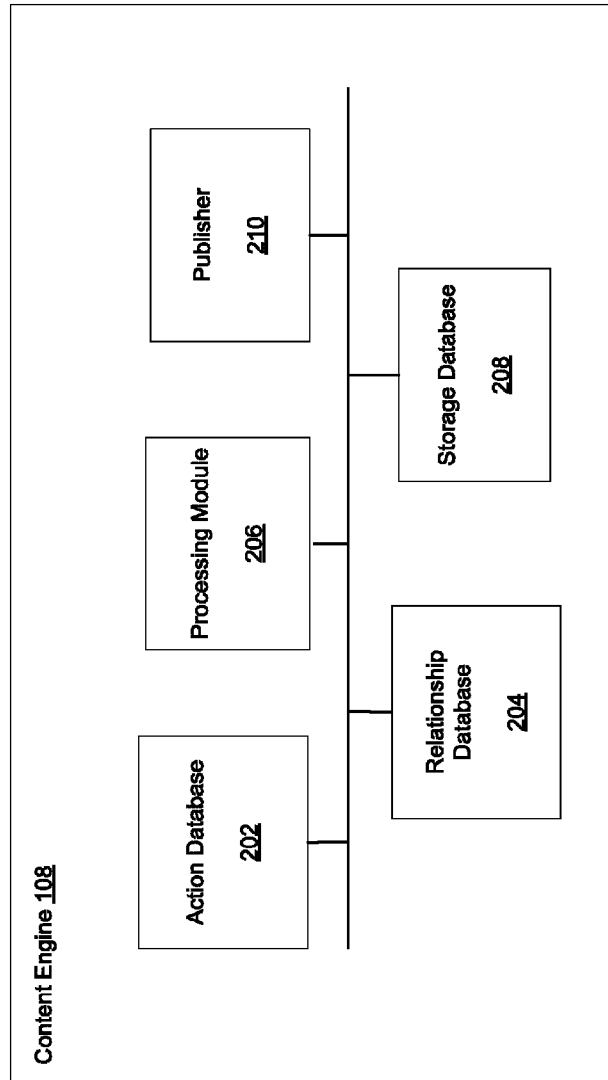 Content Engine 108
Action Database
202
Processing Module
206
Publisher
210
Relationship
Database
204
Storage Database
208